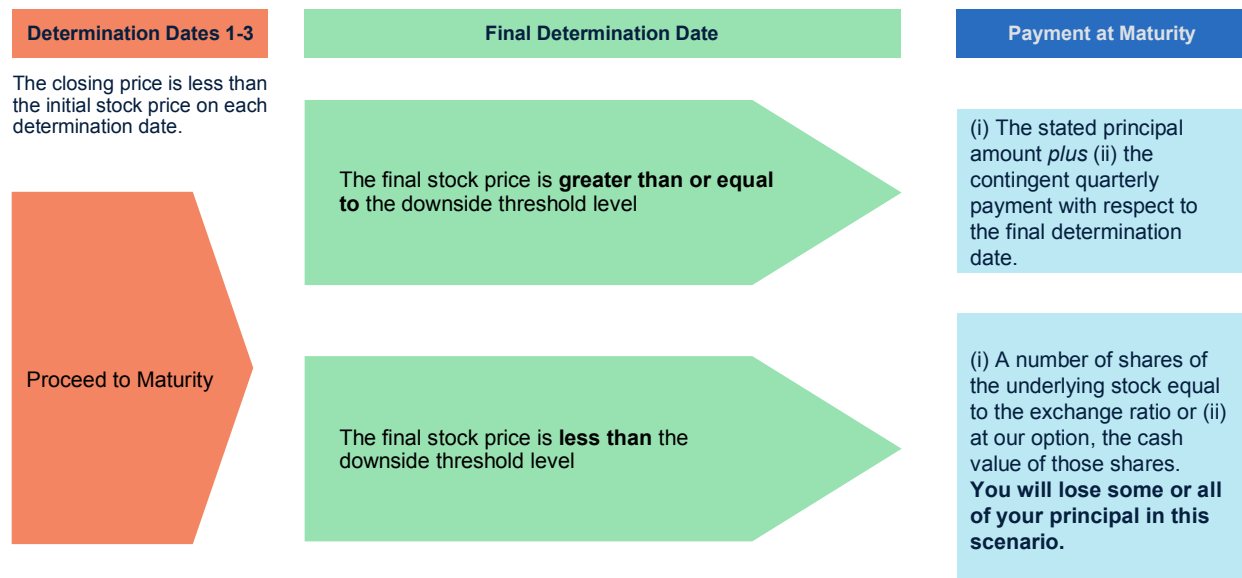 Determination Dates 1-3
Final Determination Date
Payment at Maturity
The closing price is less than
the initial stock price on each
determination date.
Proceed to Maturity
The final stock price is greater than or equal
to the downside threshold level
(i) The stated principal
amount plus (ii) the
contingent quarterly
payment with respect to
the final determination
date.
The final stock price is less than the
downside threshold level
(i) A number of shares of
the underlying stock equal
to the exchange ratio or (ii)
at our option, the cash
value of those shares.
You will lose some or all
of your principal in this
scenario.